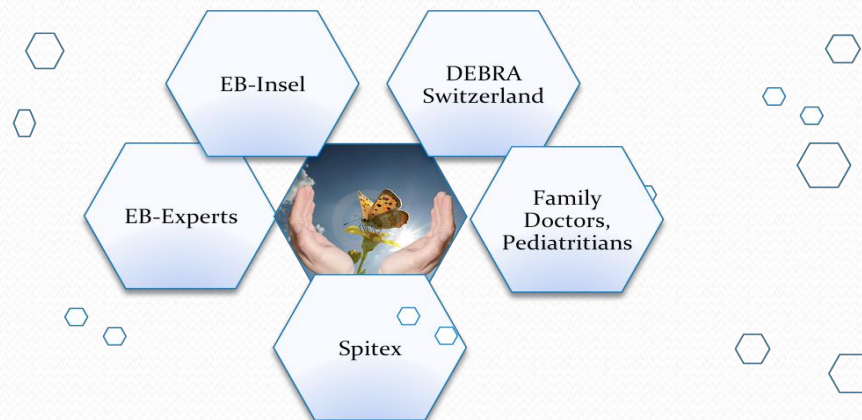 EB-Insel
DEBRA
Switzerland
EB-Experts
Family
Doctors,
Pediatritians
Spitex